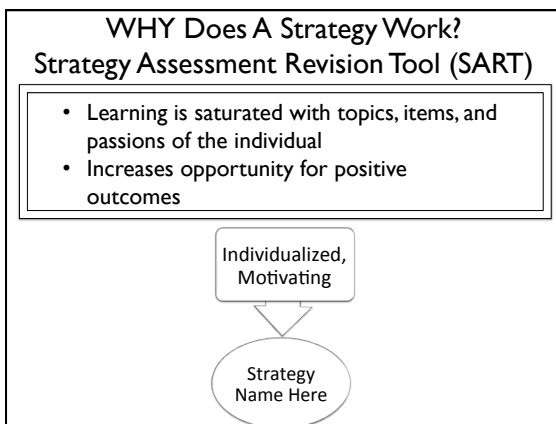 WHY Does A Strategy Work?
Strategy Assessment Revision Tool (SART)
• Learning is saturated with topics, items, and
passions of the individual
• Increases opportunity for positive
outcomes
Individualized,
Motivating
Strategy
Name Here